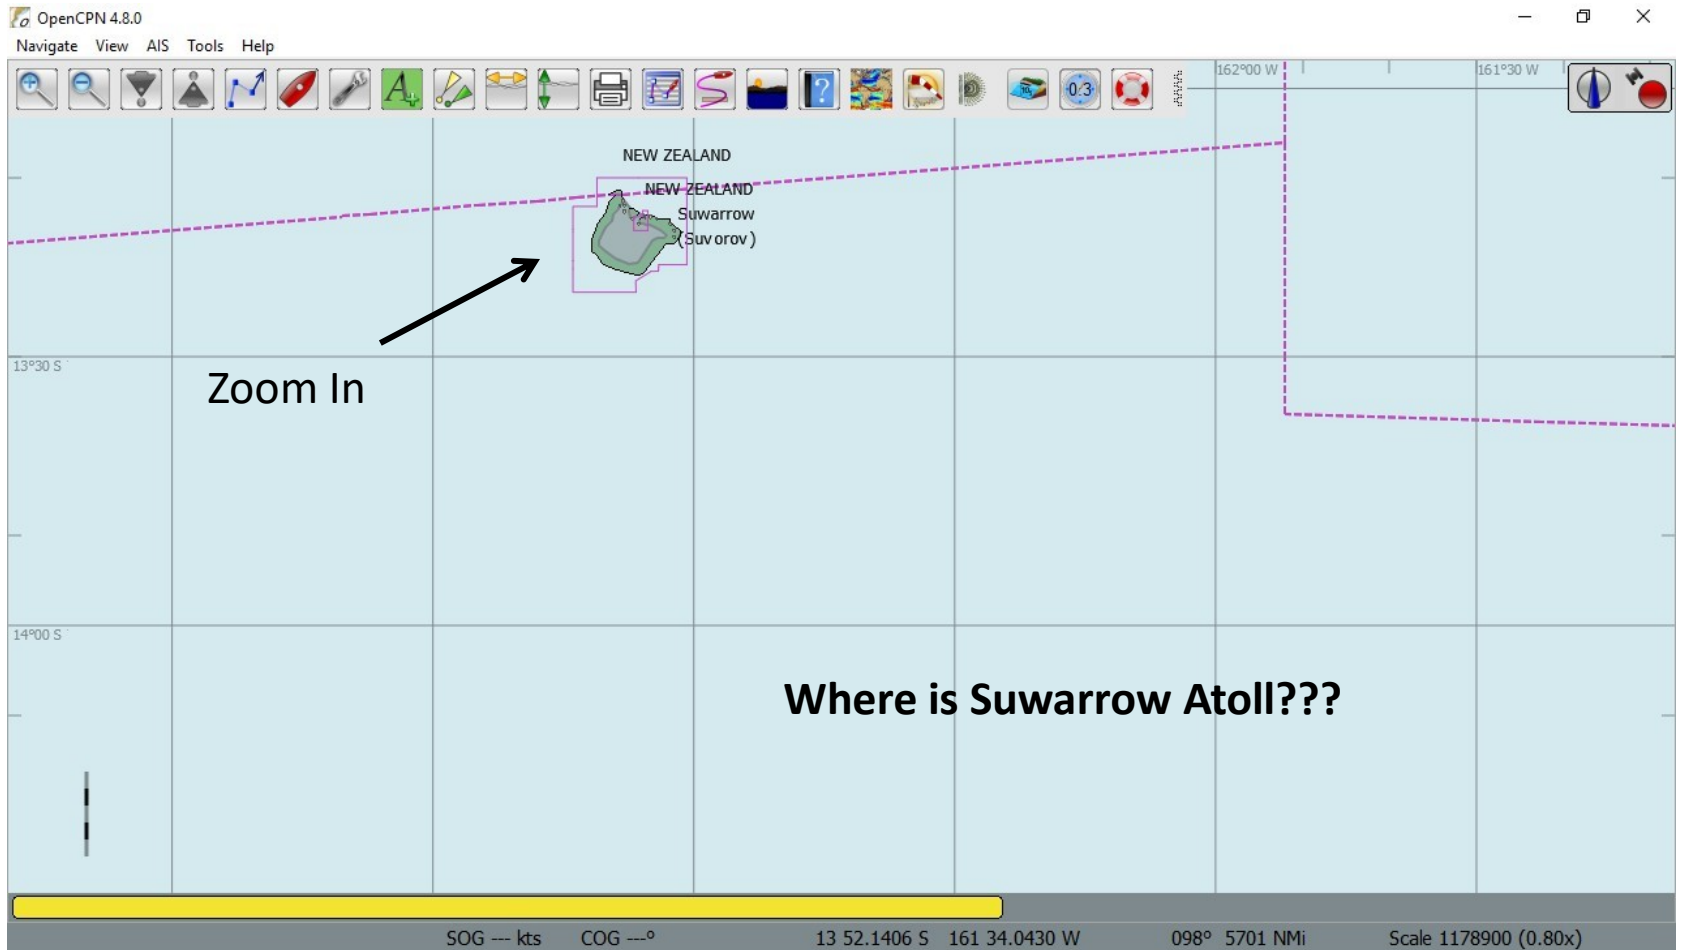 OpenCPN 4.8.0
Navigate View AIS Tools Help
162°00 W
161°30 W
NEW ZEALAND
NEW ZEALAND
Suwarrow
(Suvorov)
13°30 S
Zoom In
14°00 S
Where is Suwarrow Atoll???
SOG --- kts COG ---° 13 52.1406 S 161 34.0430 W 098° 5701 NMi Scale 1178900 (0.80x)